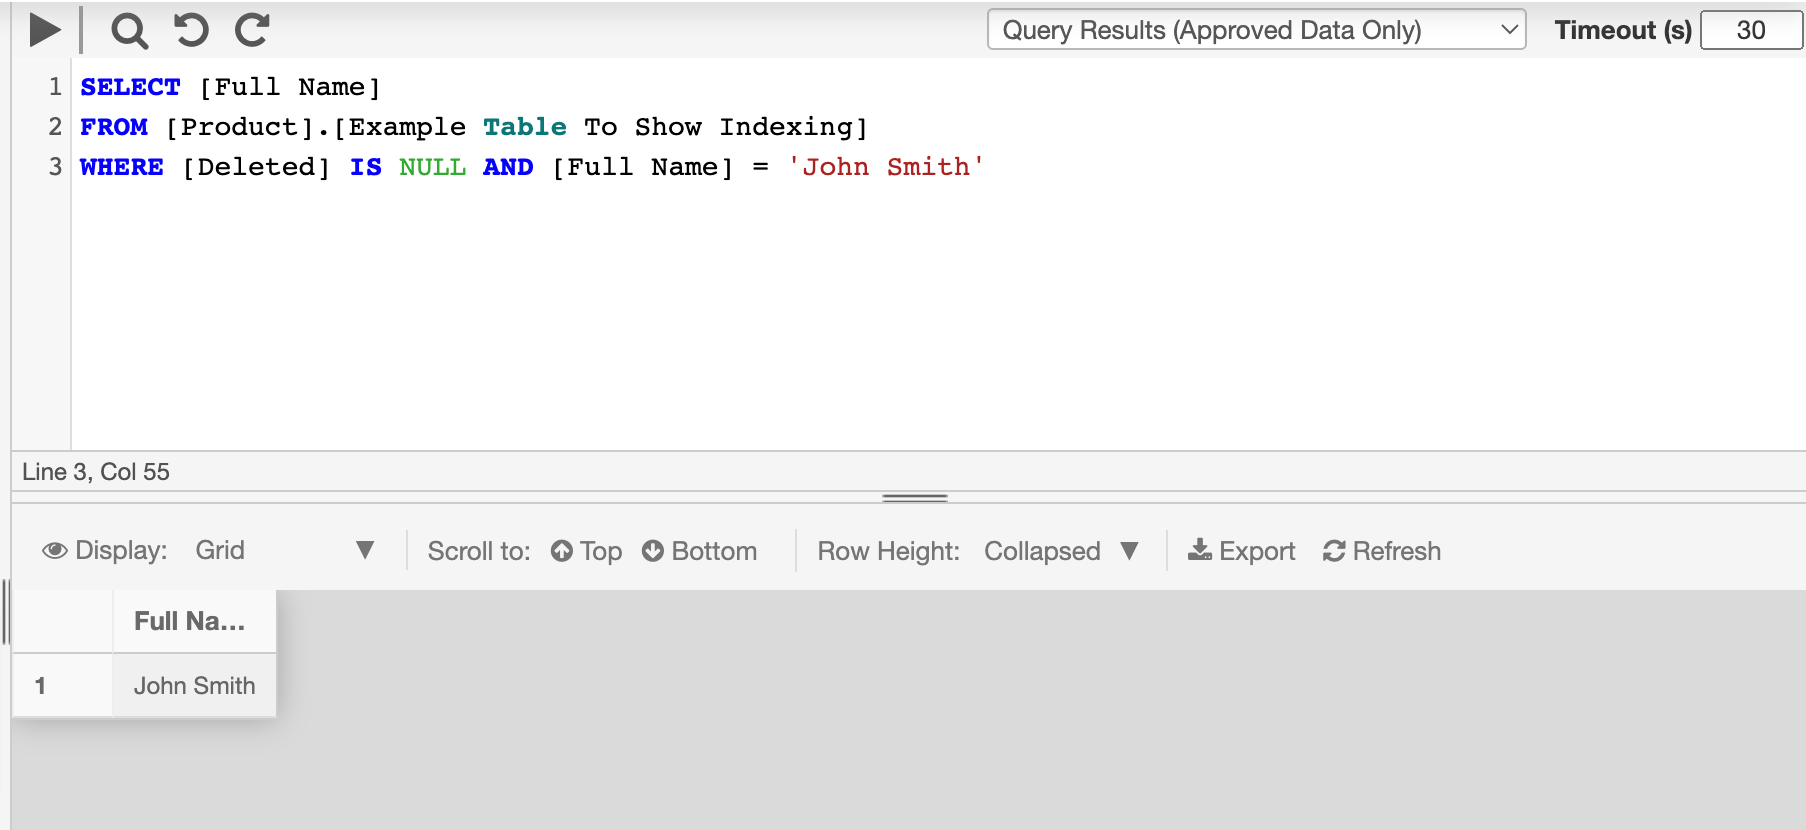 Query Results (Approved Data Only) Timeout (s) 30
1 SELECT [Full Name]
2 FROM [Product].[Example Table To Show Indexing]
3 WHERE [Deleted] IS NULL AND [Full Name] = 'John Smith'
Line 3, Col 55
Display: Grid Scroll to: Top Bottom Row Height: Collapsed Export Refresh
Full Na...
1 John Smith